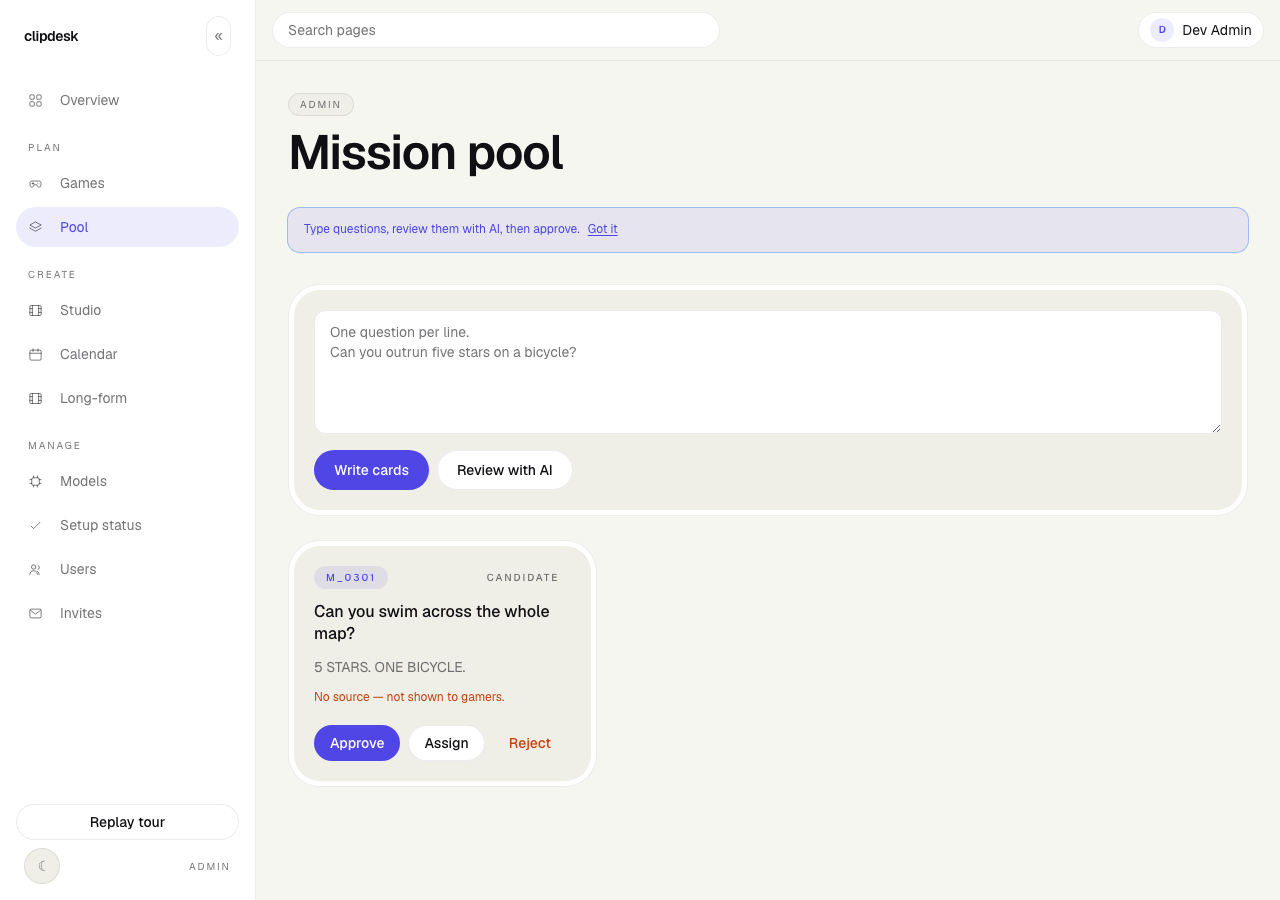 clipdesk
«
Search pages
D
Dev Admin
Overview
PLAN
Games
Pool
CREATE
Studio
Calendar
Long-form
MANAGE
Models
Setup status
Users
Invites
Replay tour
ADMIN
ADMIN
Mission pool
Type questions, review them with AI, then approve. Got it
One question per line.
Can you outrun five stars on a bicycle?
Write cards
Review with AI
M_0301
CANDIDATE
Can you swim across the whole
map?
5 STARS. ONE BICYCLE.
No source — not shown to gamers.
Approve
Assign
Reject